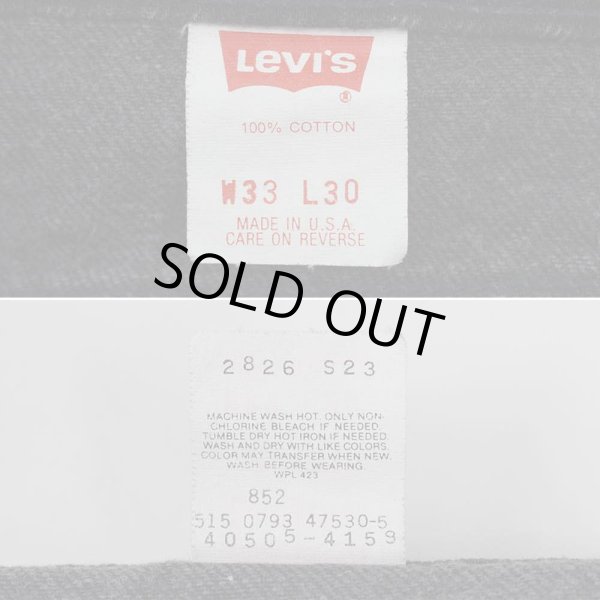 Levi's
®
100% COTTON
W33 L30
MADE IN U.S.A.
CARE ON REVERSE
SOLD OUT
2826 S23
MACHINE WASH HOT. ONLY NON-
CHLORINE BLEACH IF NEEDED.
TUMBLE DRY HOT IRON IF NEEDED.
WASH AND DRY WITH LIKE COLORS.
COLOR MAY TRANSFER WHEN NEW.
WASH BEFORE WEARING.
WPL 423
852
515 0793 47530-5
40505-4159